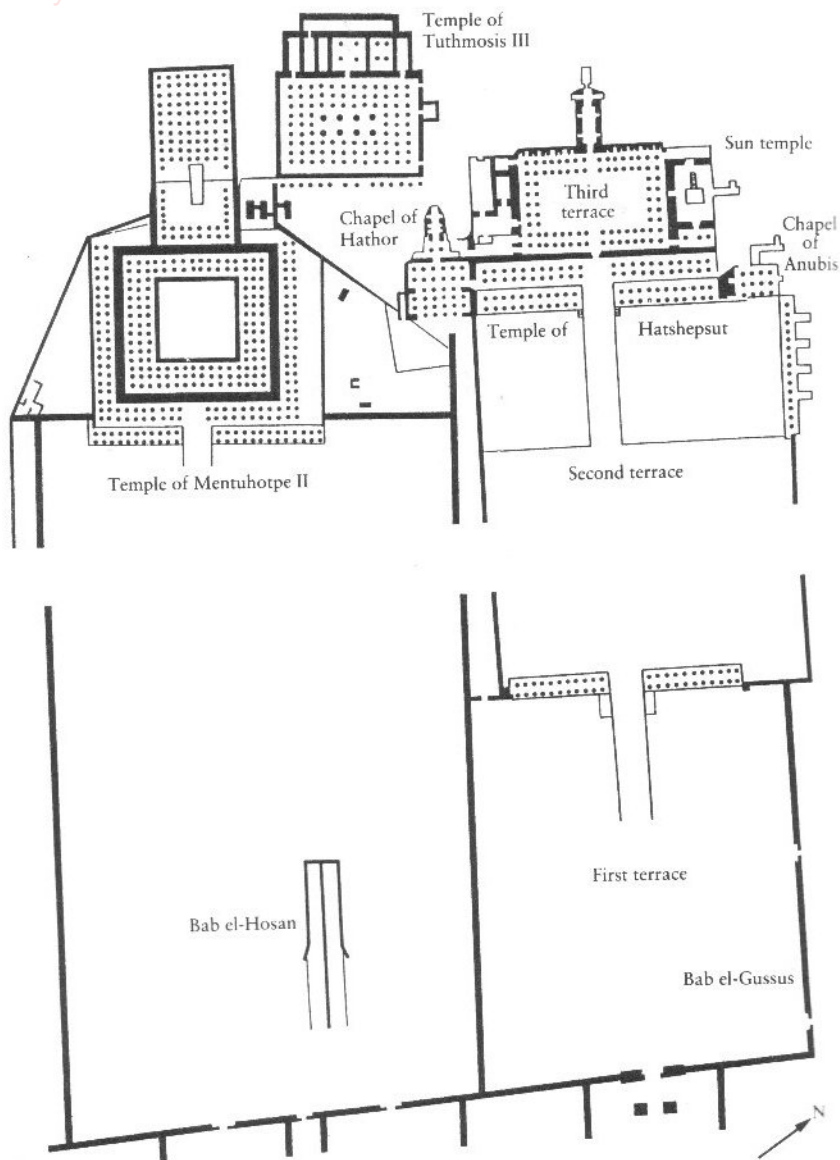 Temple of
Tuthmosis III
Sun temple
Third
terrace
Chapel of
Hathor
Chapel
of
Anubis
Temple of
Hatshepsut
Temple of Mentuhotpe II
Second terrace
First terrace
Bab el-Hosan
Bab el-Gussus
N